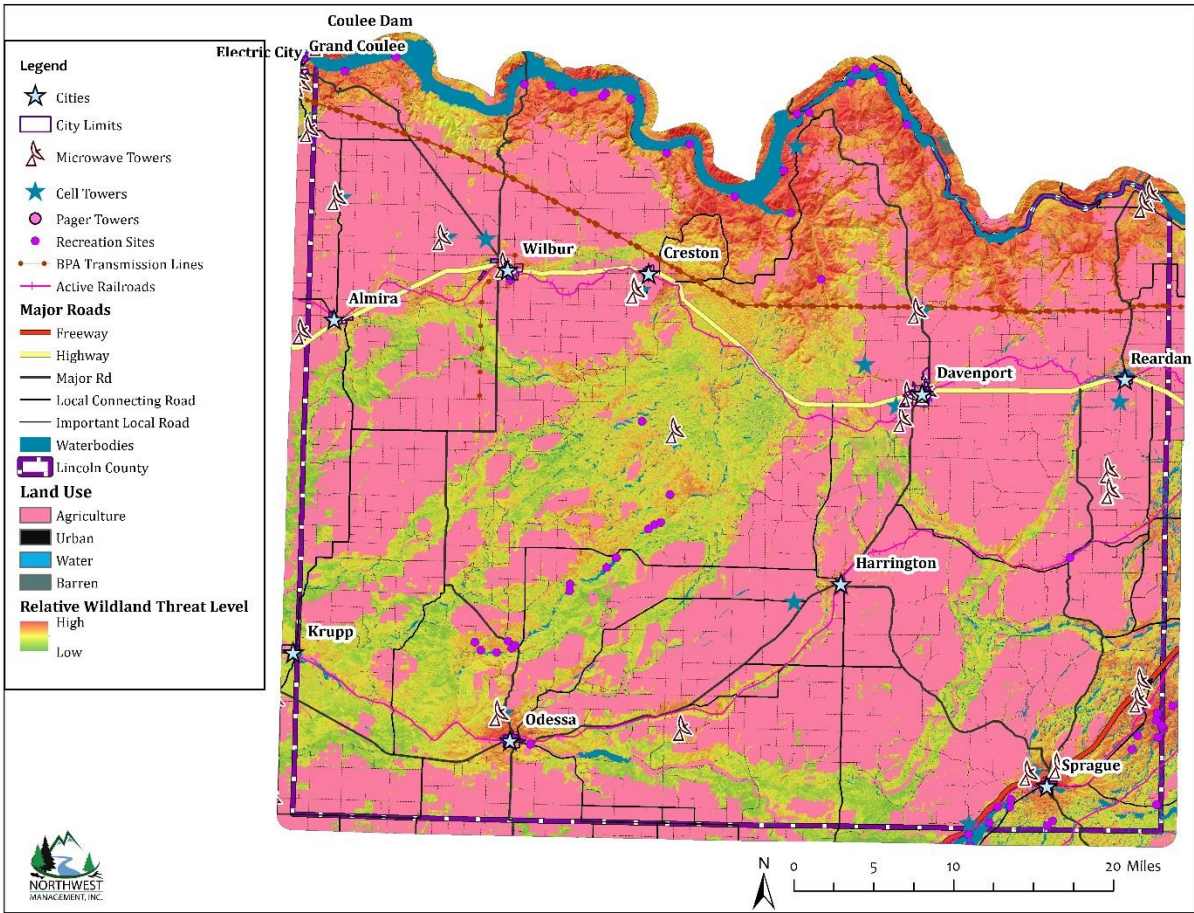 Coulee Dam
Electric City
Grand Coulee
Legend
Cities
City Limits
Microwave Towers
Cell Towers
Pager Towers
Recreation Sites
BPA Transmission Lines
Active Railroads
Major Roads
Freeway
Highway
Major Rd
Local Connecting Road
Important Local Road
Waterbodies
Lincoln County
Land Use
Agriculture
Urban
Water
Barren
Relative Wildland Threat Level
High
Low
Wilbur
Creston
Almira
Reardan
Davenport
Harrington
Krupp
Odessa
Sprague
NORTHWEST
MANAGEMENT, INC.
N
0 5 10 20 Miles